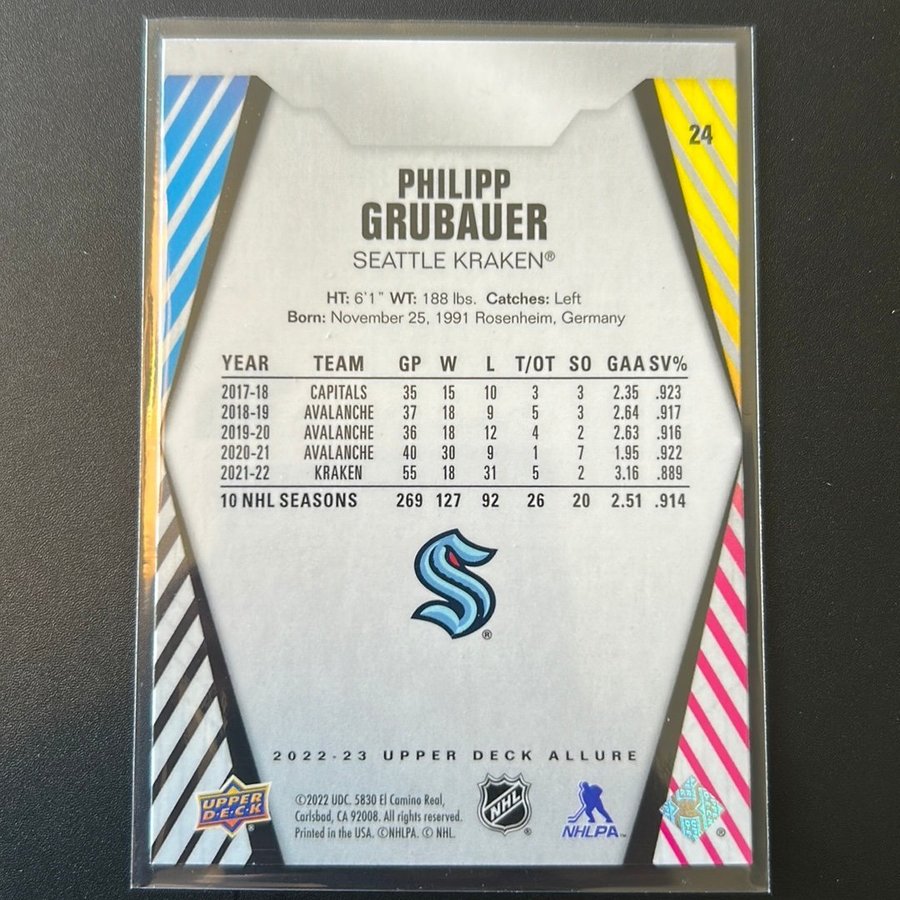 24
PHILIPP
GRUBAUER
SEATTLE KRAKEN®
HT: 6'1" WT: 188 lbs. Catches: Left
Born: November 25, 1991 Rosenheim, Germany
YEAR TEAM GP W L T/OT SO GAA SV%
2017-18 CAPITALS 35 15 10 3 3 2.35 .923
2018-19 AVALANCHE 37 18 9 5 3 2.64 .917
2019-20 AVALANCHE 36 18 12 4 2 2.63 .916
2020-21 AVALANCHE 40 30 9 1 7 1.95 .922
2021-22 KRAKEN 55 18 31 5 2 3.16 .889
10 NHL SEASONS 269 127 92 26 20 2.51 .914
®
2022-23 UPPER DECK ALLURE
UPPER DECK ®
©2022 UDC. 5830 El Camino Real,
Carlsbad, CA 92008. All rights reserved.
Printed in the USA. ©NHLPA. © NHL.
NHL ®
NHLPA™
®